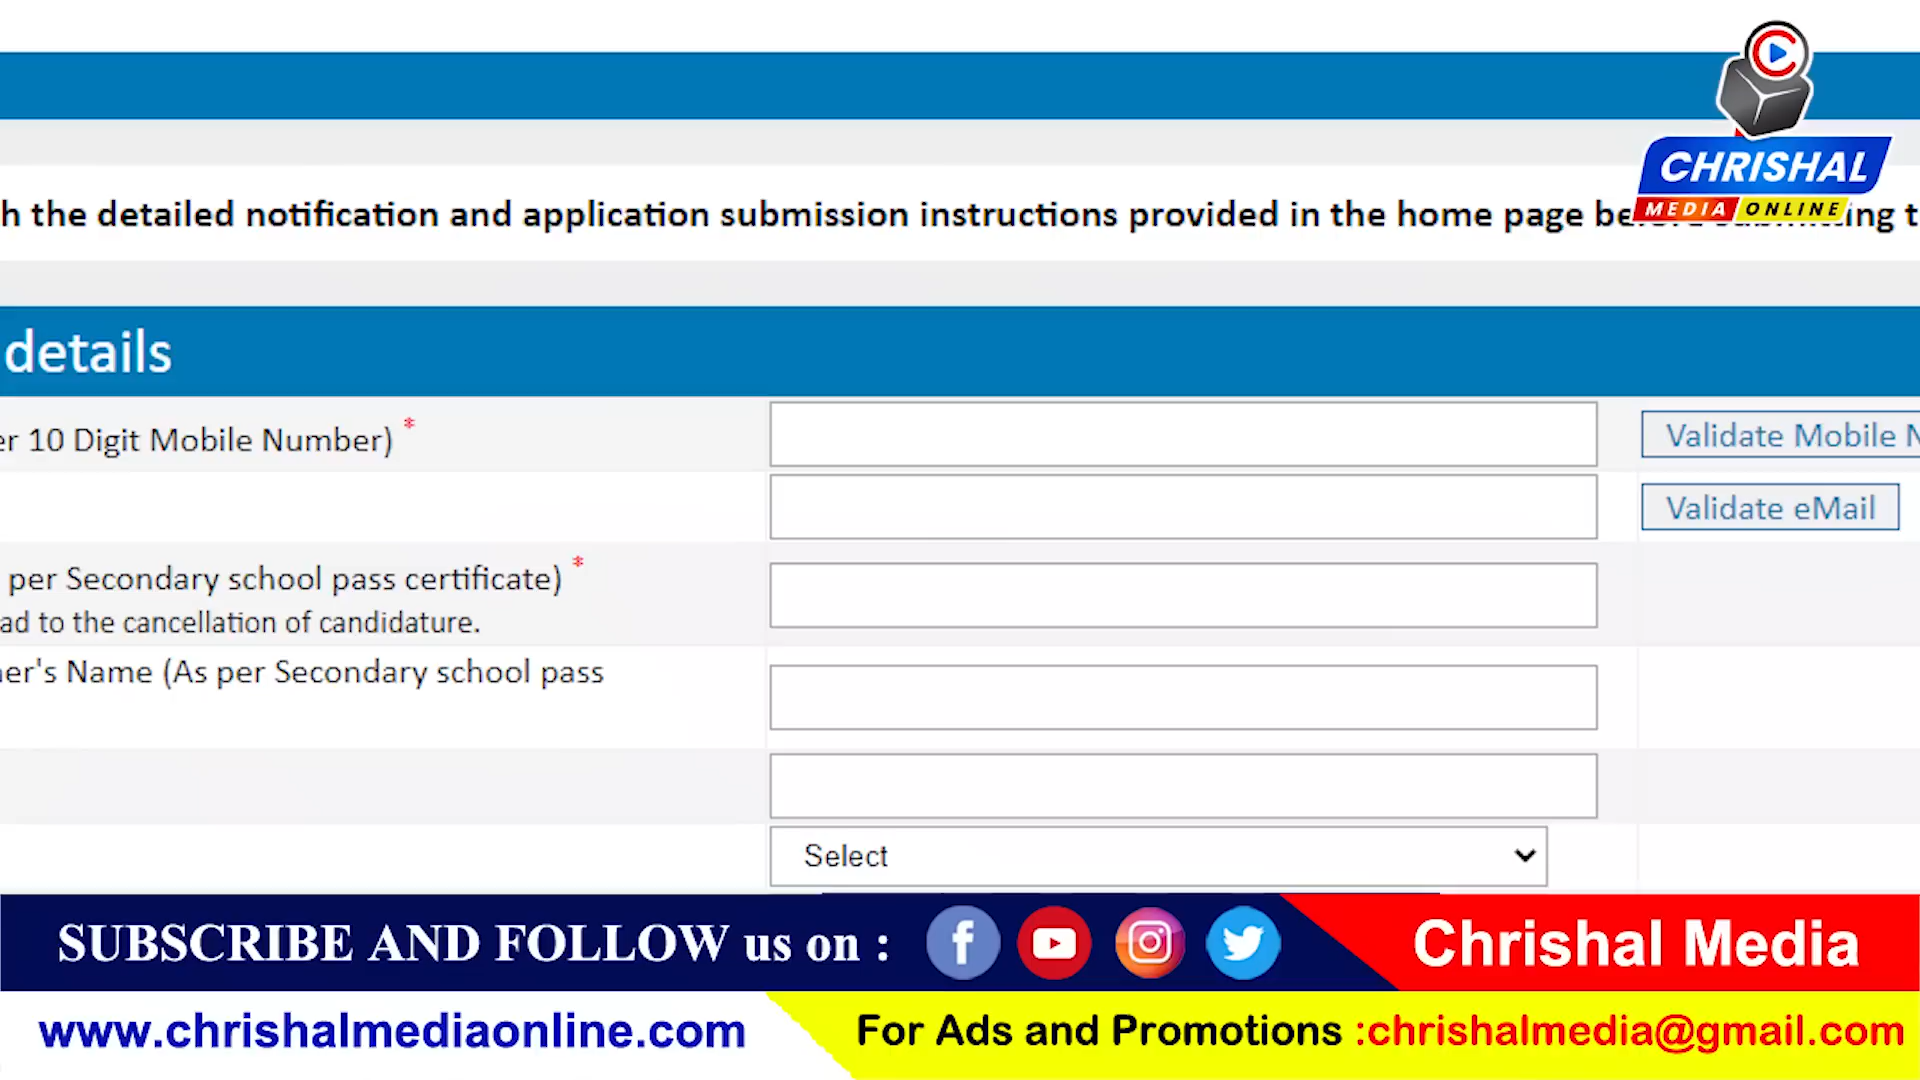 CHRISHAL
MEDIA ONLINE
h the detailed notification and application submission instructions provided in the home page
details
er 10 Digit Mobile Number) *
Validate Mobile N
Validate eMail
per Secondary school pass certificate) *
ad to the cancellation of candidature.
er's Name (As per Secondary school pass
Select
SUBSCRIBE AND FOLLOW us on :
Chrishal Media
www.chrishalmediaonline.com
For Ads and Promotions :chrishalmedia@gmail.com